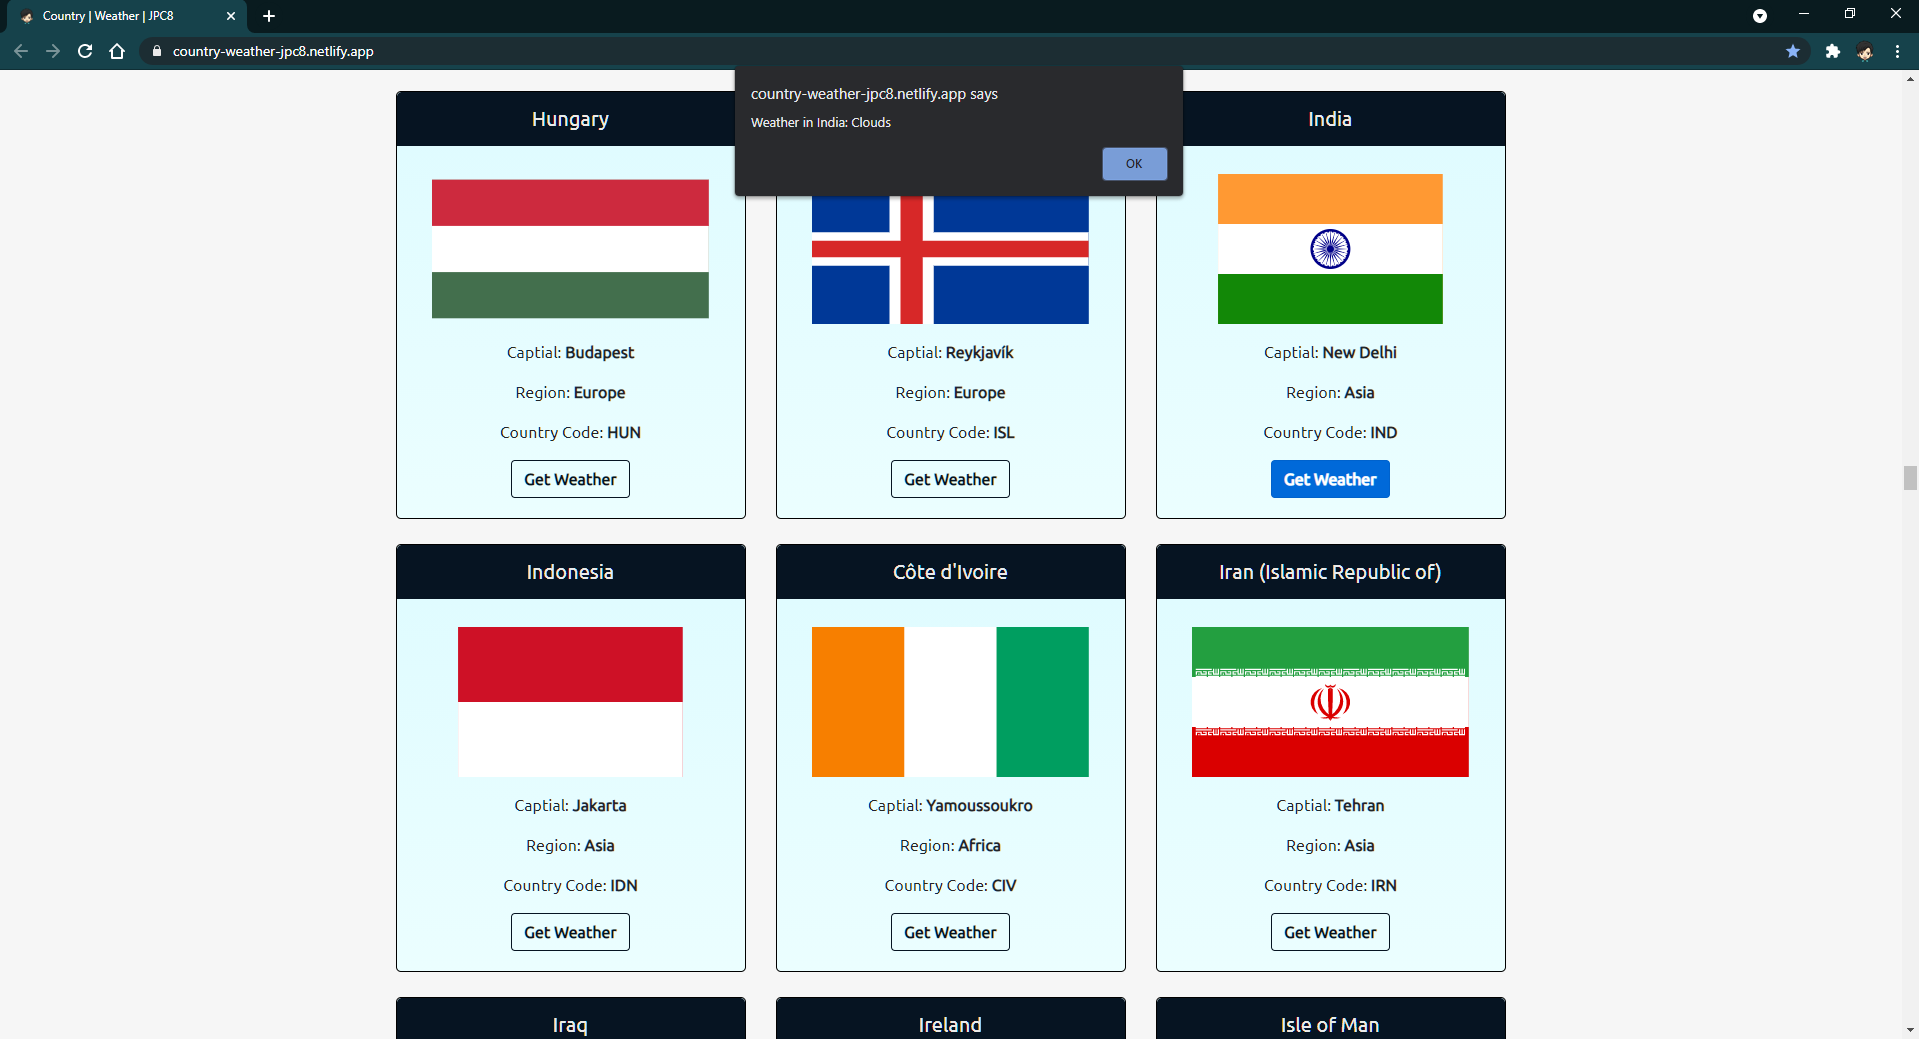 Country | Weather | JPC8
country-weather-jpc8.netlify.app
country-weather-jpc8.netlify.app says
Weather in India: Clouds
OK
Hungary
Captial: Budapest
Region: Europe
Country Code: HUN
Get Weather
Captial: Reykjavík
Region: Europe
Country Code: ISL
Get Weather
India
Captial: New Delhi
Region: Asia
Country Code: IND
Get Weather
Indonesia
Captial: Jakarta
Region: Asia
Country Code: IDN
Get Weather
Côte d'Ivoire
Captial: Yamoussoukro
Region: Africa
Country Code: CIV
Get Weather
Iran (Islamic Republic of)
Captial: Tehran
Region: Asia
Country Code: IRN
Get Weather
Iraq
Ireland
Isle of Man